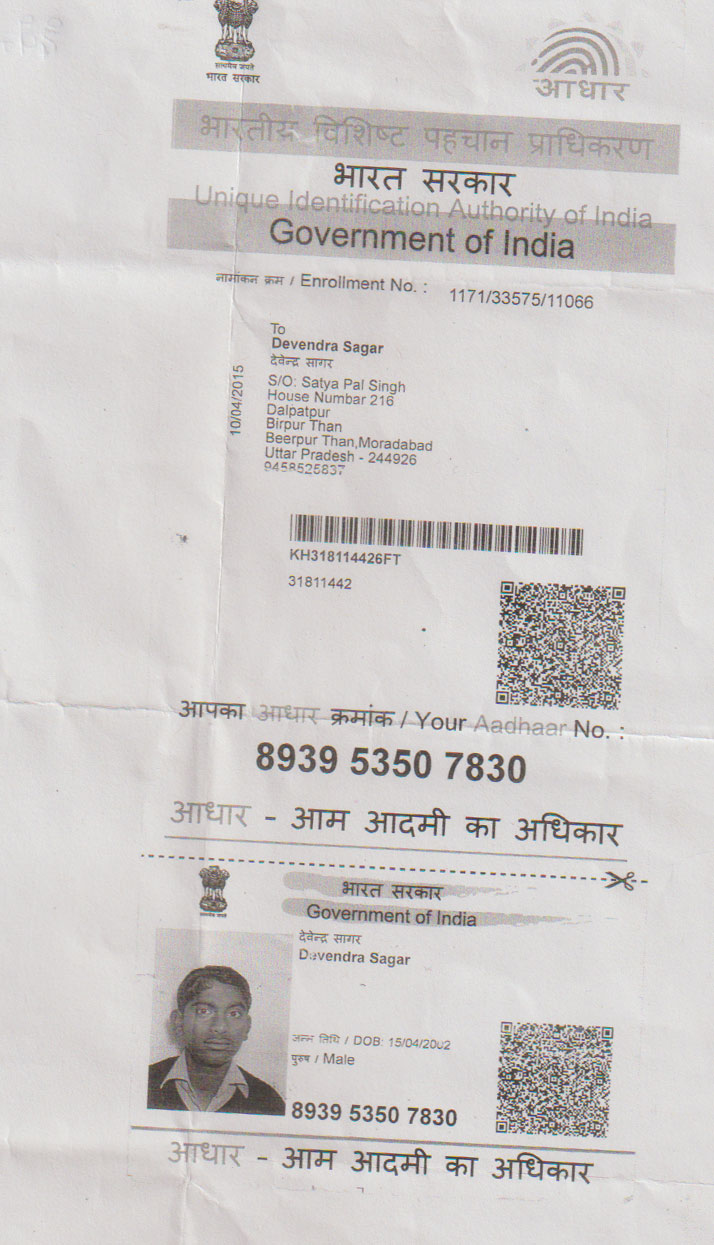 सत्यमेव जयते
भारत सरकार
आधार
भारतीय विशिष्ट पहचान प्राधिकरण
भारत सरकार
Unique Identification Authority of India
Government of India
नामांकन क्रम / Enrollment No. : 1171/33575/11066
To
Devendra Sagar
देवेन्द्र सागर
S/O: Satya Pal Singh
House Numbar 216
Dalpatpur
Birpur Than
Beerpur Than,Moradabad
Uttar Pradesh - 244926
9458525837
10/04/2015
KH318114426FT
31811442
आपका आधार क्रमांक / Your Aadhaar No. :
8939 5350 7830
आधार - आम आदमी का अधिकार
भारत सरकार
Government of India
देवेन्द्र सागर
Devendra Sagar
जन्म तिथि / DOB: 15/04/2002
पुरुष / Male
8939 5350 7830
आधार - आम आदमी का अधिकार